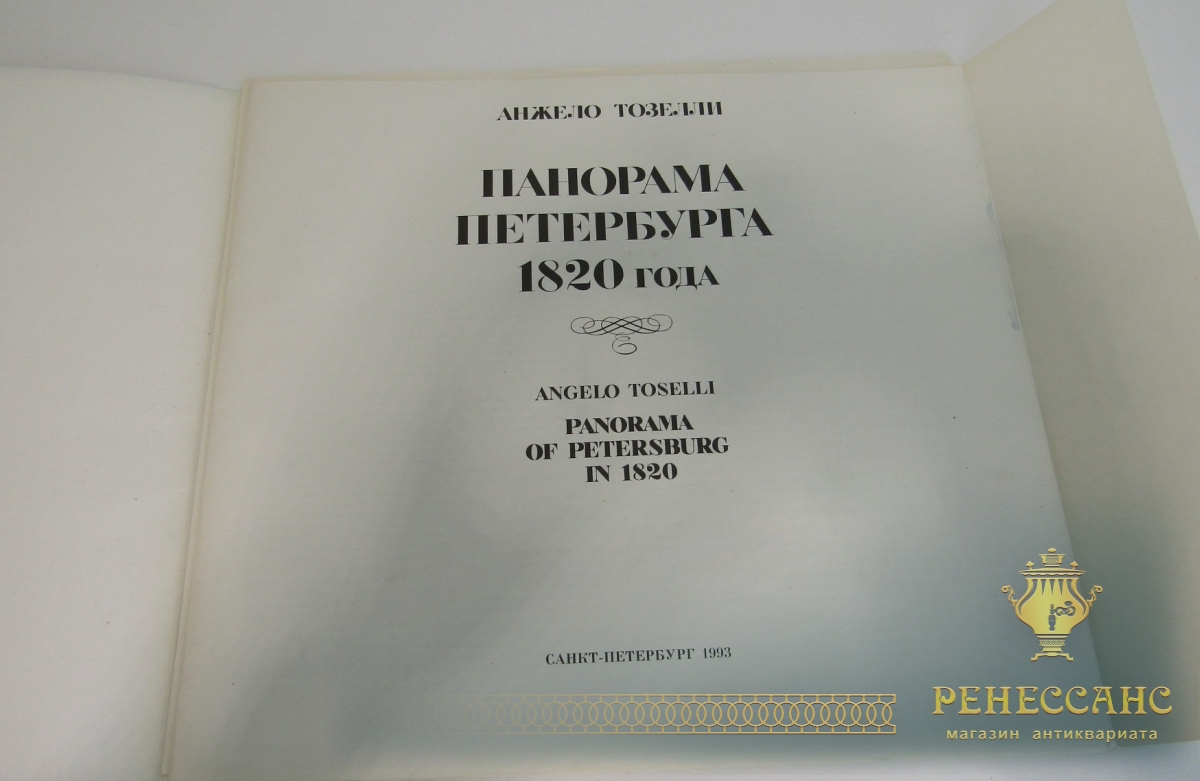 АНЖЕЛО ТОЗЕЛЛИ
ПАНОРАМА
ПЕТЕРБУРГА
1820 ГОДА
ANGELO TOSELLI
PANORAMA
OF PETERSBURG
IN 1820
САНКТ-ПЕТЕРБУРГ 1993
РЕНЕССАНС
магазин антиквариата